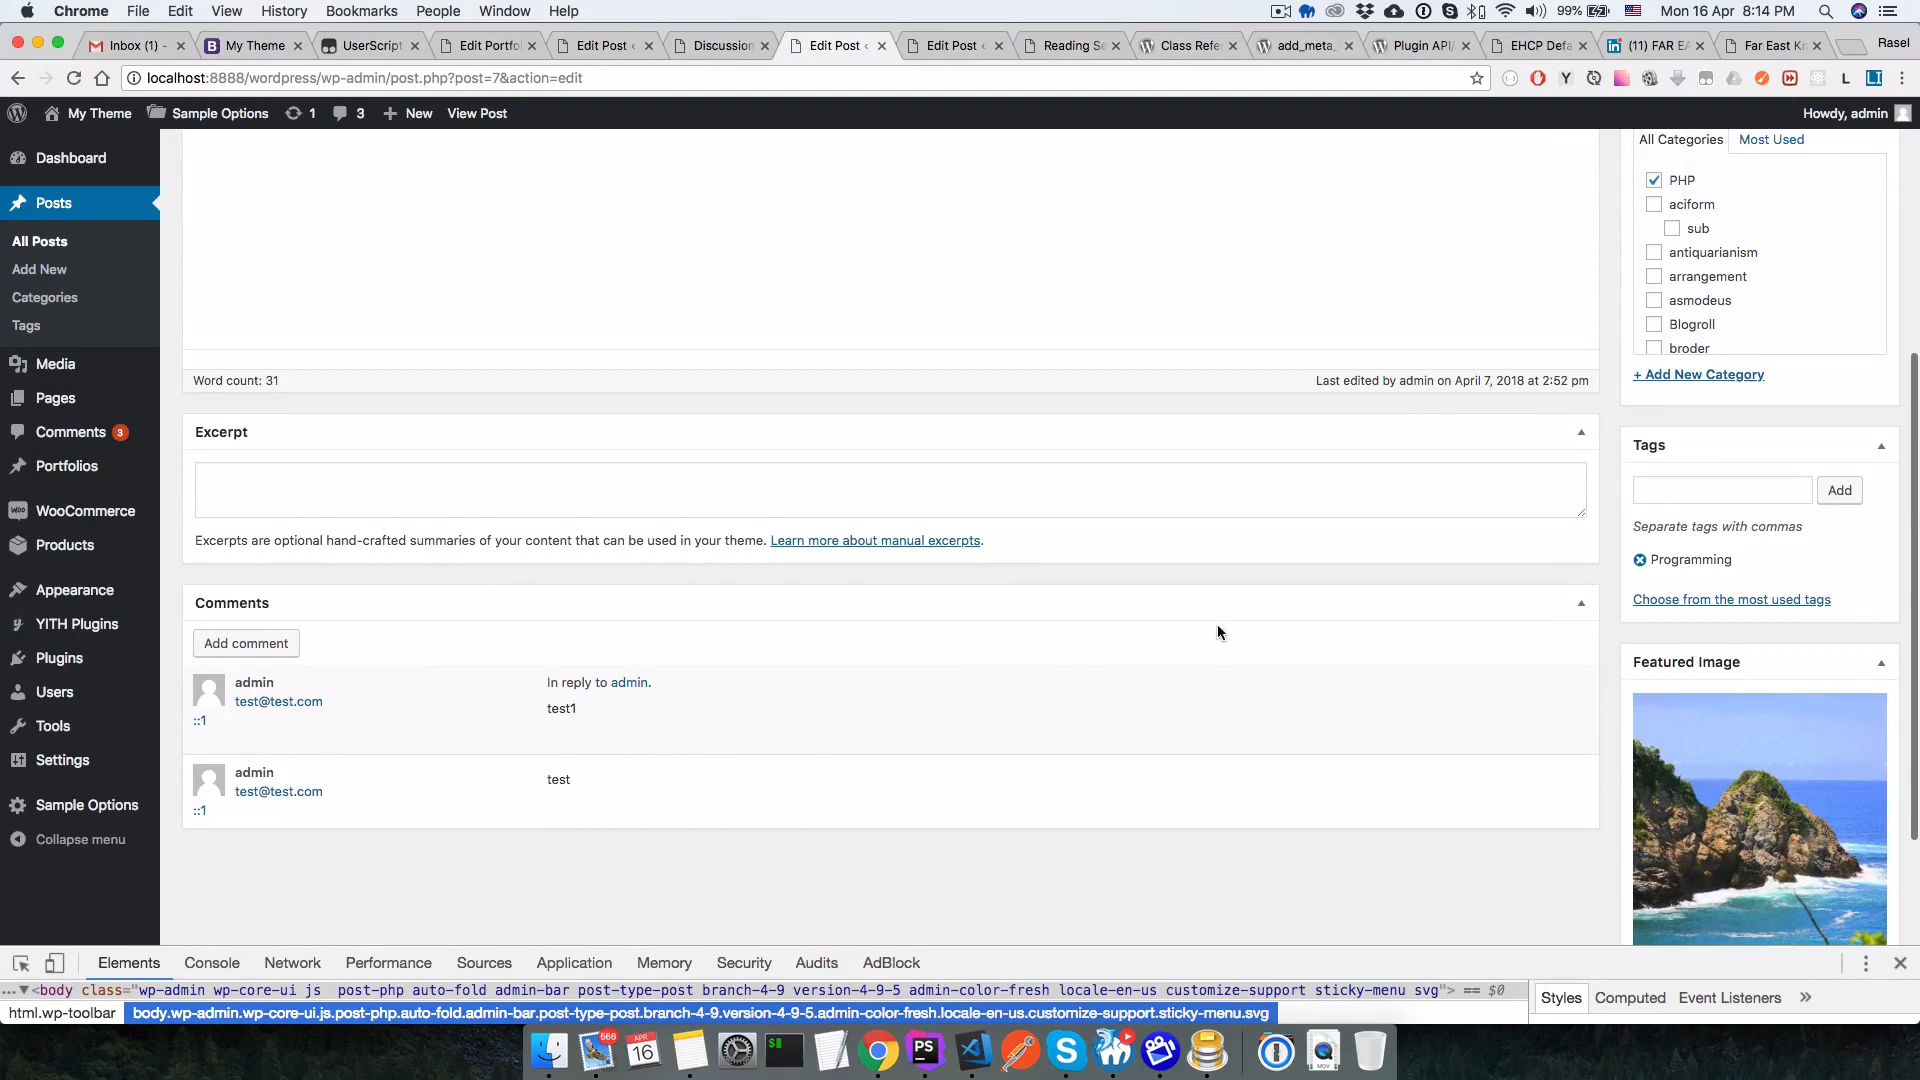 Chrome File Edit View History Bookmarks People Window Help 99% Mon 16 Apr 8:14 PM
Inbox (1) - My Theme UserScript Edit Portfo Edit Post ‹ Discussion Edit Post ‹ Edit Post ‹ Reading Se Class Refe add_meta_ Plugin API/ EHCP Defa (11) FAR EA Far East Kn Rasel
localhost:8888/wordpress/wp-admin/post.php?post=7&action=edit
My Theme Sample Options 1 3 + New View Post Howdy, admin
Dashboard
Posts
All Posts
Add New
Categories
Tags
Media
Pages
Comments 3
Portfolios
WooCommerce
Products
Appearance
YITH Plugins
Plugins
Users
Tools
Settings
Sample Options
Collapse menu
Word count: 31 Last edited by admin on April 7, 2018 at 2:52 pm
Excerpt
Excerpts are optional hand-crafted summaries of your content that can be used in your theme. Learn more about manual excerpts.
Comments
Add comment
admin In reply to admin.
test@test.com test1
::1
admin test
test@test.com
::1
All Categories Most Used
PHP
aciform
sub
antiquarianism
arrangement
asmodeus
Blogroll
broder
+ Add New Category
Tags
Add
Separate tags with commas
Programming
Choose from the most used tags
Featured Image
Elements Console Network Performance Sources Application Memory Security Audits AdBlock
...▼<body class="wp-admin wp-core-ui js  post-php auto-fold admin-bar post-type-post branch-4-9 version-4-9-5 admin-color-fresh locale-en-us customize-support sticky-menu svg"> == $0
Styles Computed Event Listeners »
html.wp-toolbar body.wp-admin.wp-core-ui.js.post-php.auto-fold.admin-bar.post-type-post.branch-4-9.version-4-9-5.admin-color-fresh.locale-en-us.customize-support.sticky-menu.svg
566
APR
16
PS